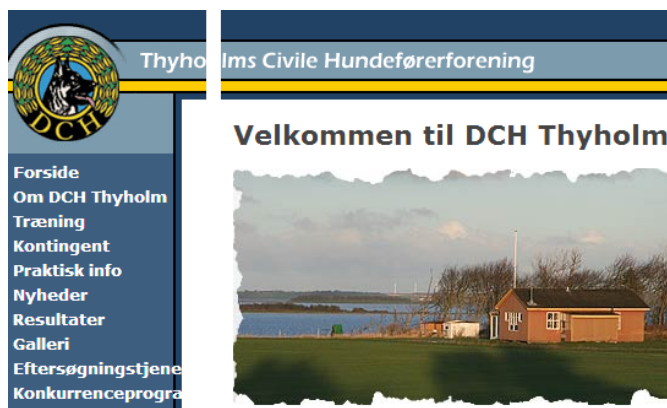 Thyholms Civile Hundeførerforening
DCH
Velkommen til DCH Thyholm
Forside
Om DCH Thyholm
Træning
Kontingent
Praktisk info
Nyheder
Resultater
Galleri
Eftersøgningstjene
Konkurrenceprogra